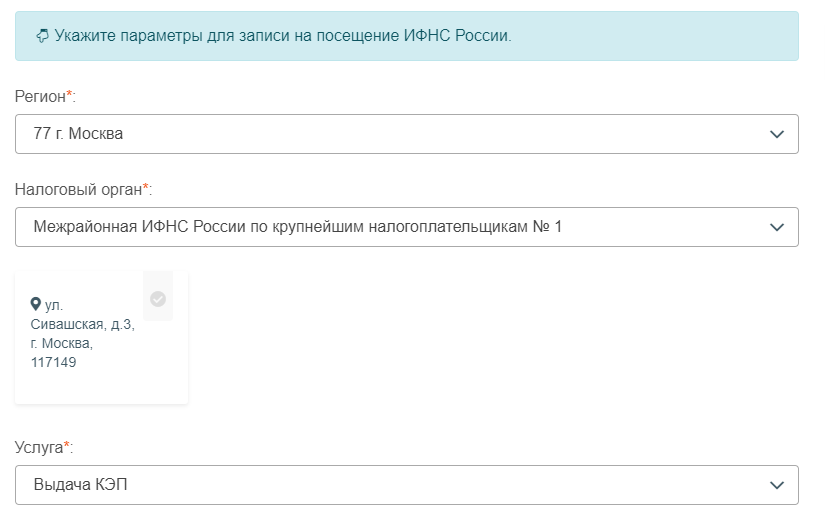 Укажите параметры для записи на посещение ИФНС России.
Регион*:
77 г. Москва
Налоговый орган*:
Межрайонная ИФНС России по крупнейшим налогоплательщикам № 1
ул.
Сивашская, д.3,
г. Москва,
117149
Услуга*:
Выдача КЭП